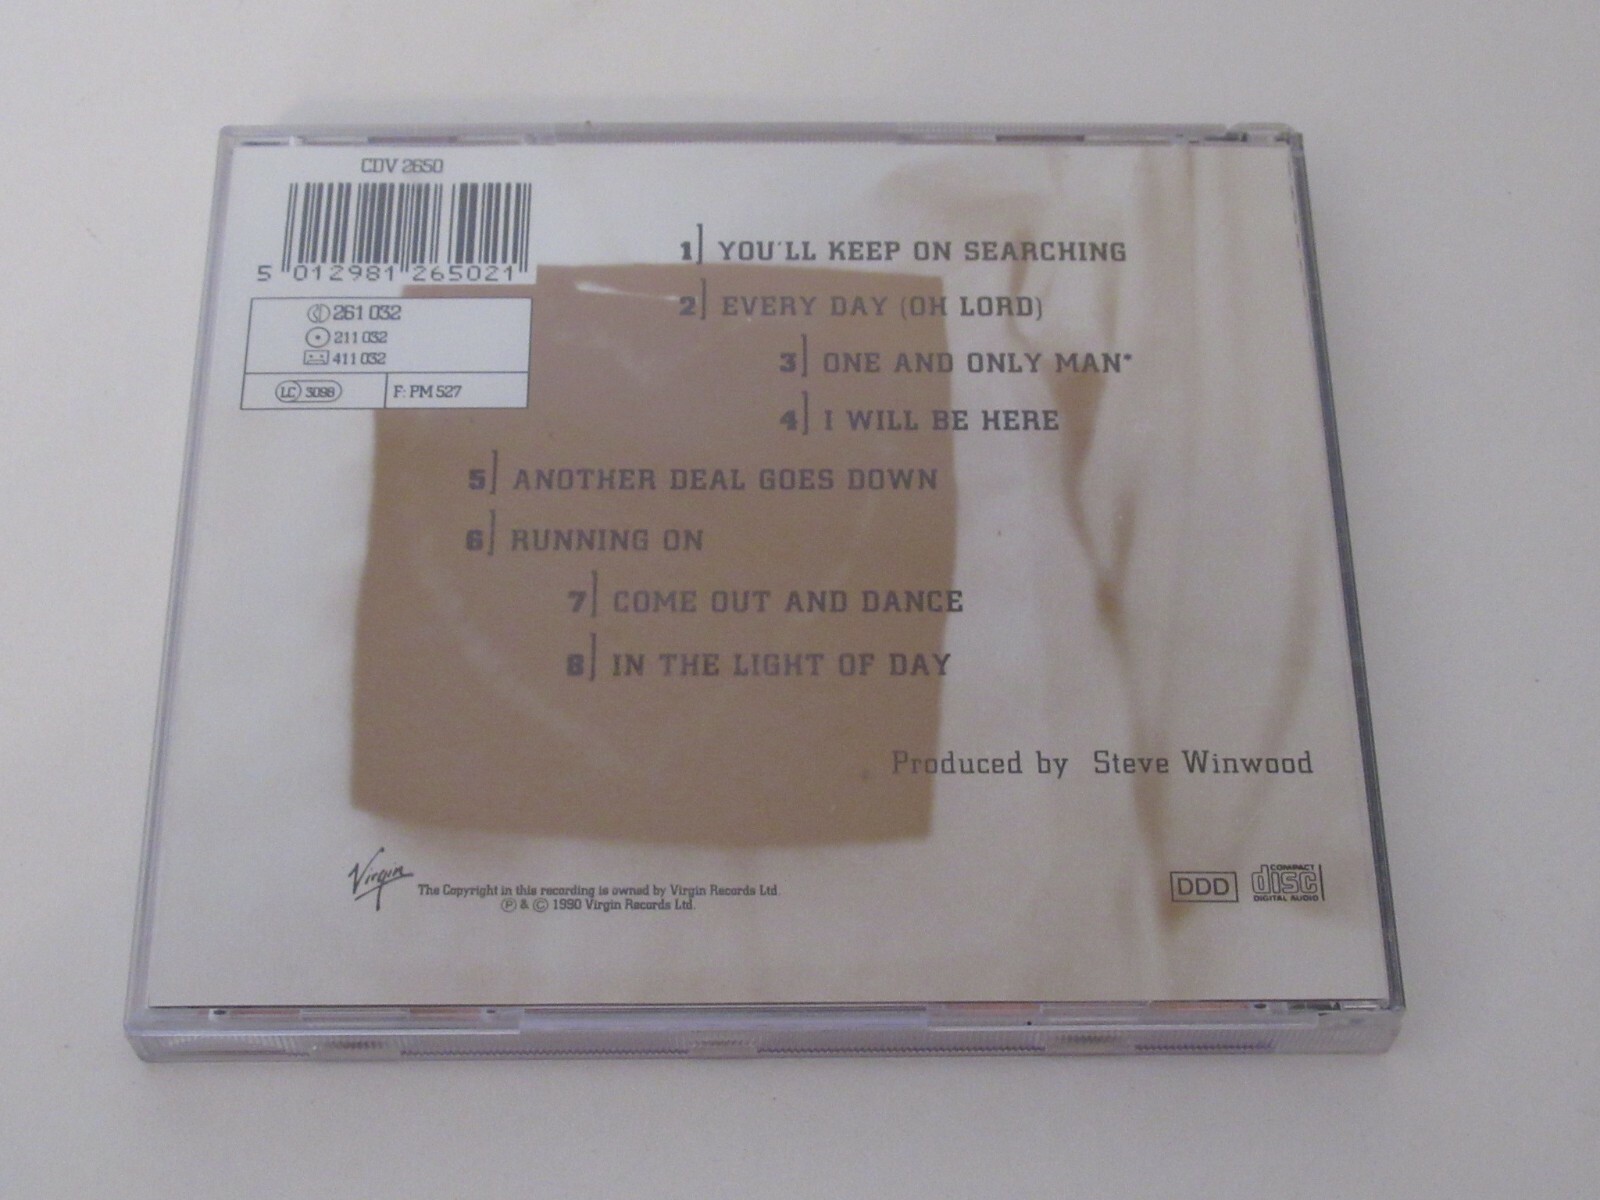 CDV 2650
5 012981 265021
261 032
211 032
411 032
LC 3098
F: PM 527
1] YOU'LL KEEP ON SEARCHING
2] EVERY DAY (OH LORD)
3] ONE AND ONLY MAN*
4] I WILL BE HERE
5] ANOTHER DEAL GOES DOWN
6] RUNNING ON
7] COME OUT AND DANCE
8] IN THE LIGHT OF DAY
Produced by Steve Winwood
Virgin
The Copyright in this recording is owned by Virgin Records Ltd.
Ⓟ & © 1990 Virgin Records Ltd.
DDD
COMPACT
disc
DIGITAL AUDIO